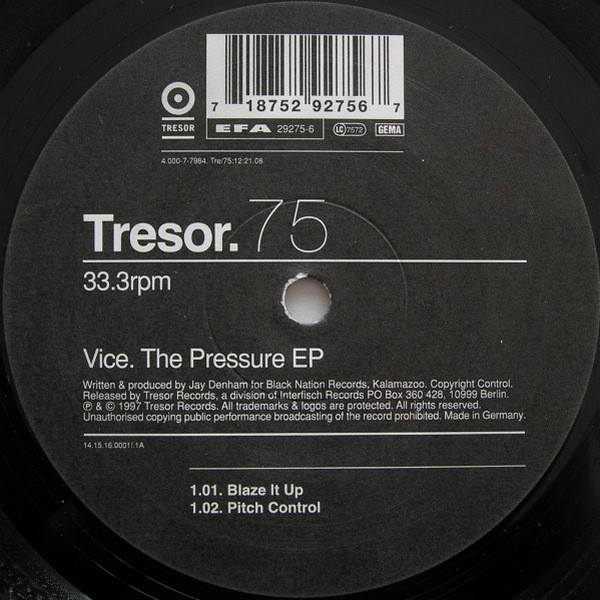 7 18752 92756 7
TRESOR EFA 29275-6 LC 7572 GEMA
4.000-7-7984. Tre/75:12:21.08
Tresor. 75
33.3rpm
Vice. The Pressure EP
Written & produced by Jay Denham for Black Nation Records, Kalamazoo. Copyright Control.
Released by Tresor Records, a division of Interfisch Records PO Box 360 428, 10999 Berlin.
℗ & © 1997 Tresor Records. All trademarks & logos are protected. All rights reserved.
Unauthorised copying public performance broadcasting of the record prohibited. Made in Germany.
14.15.16.0001!.1A
1.01. Blaze It Up
1.02. Pitch Control